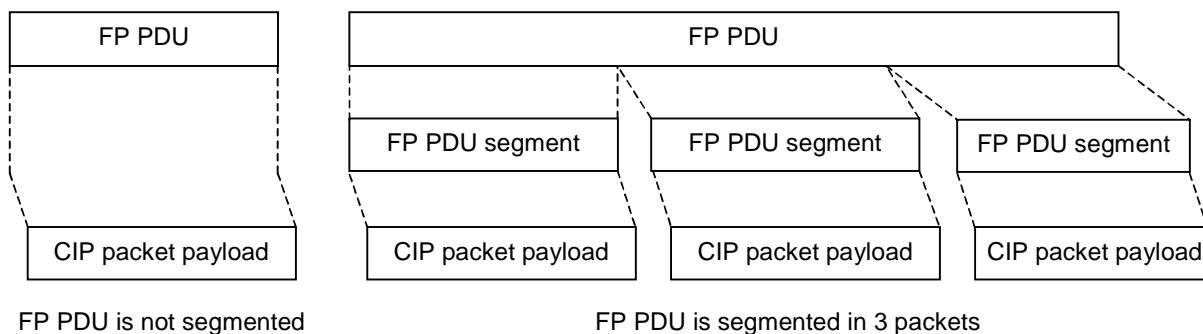 FP PDU
FP PDU
FP PDU segment
FP PDU segment
FP PDU segment
CIP packet payload
CIP packet payload
CIP packet payload
CIP packet payload
FP PDU is not segmented
FP PDU is segmented in 3 packets